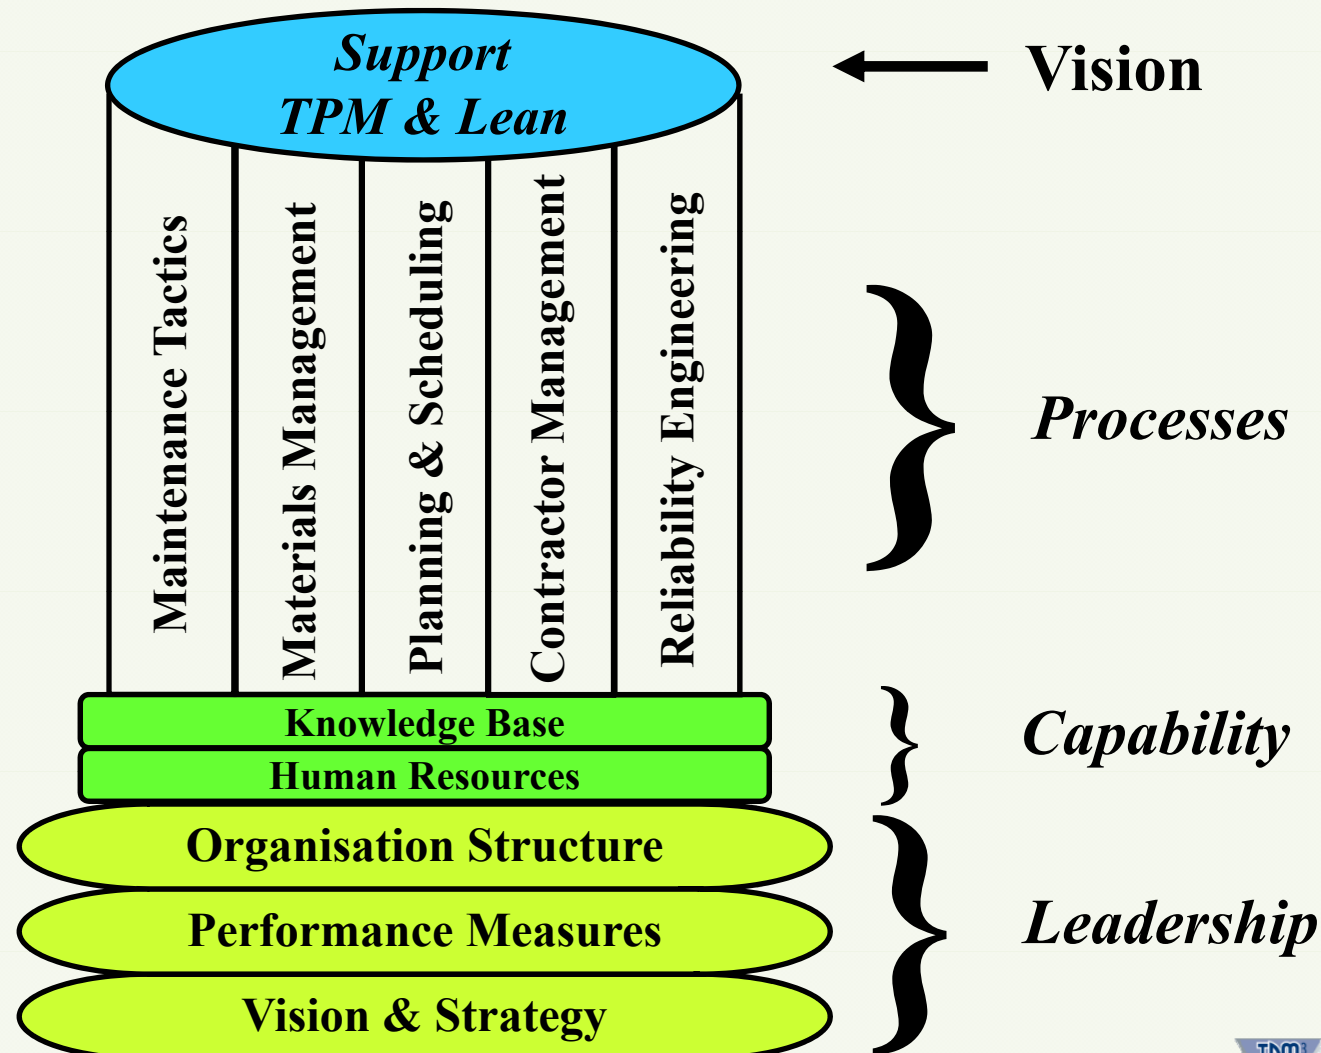 Support
TPM & Lean
Vision
Maintenance Tactics
Materials Management
Planning & Scheduling
Contractor Management
Reliability Engineering
Processes
Knowledge Base
Human Resources
Capability
Organisation Structure
Performance Measures
Vision & Strategy
Leadership